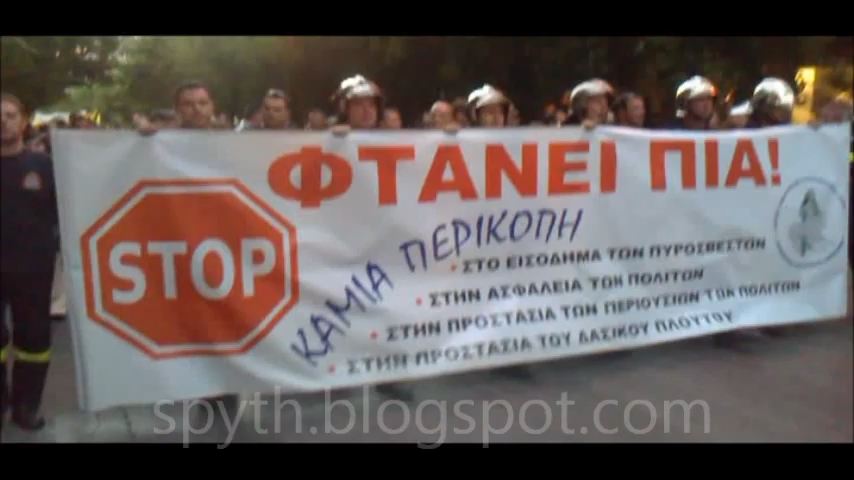 ΦΤΑΝΕΙ ΠΙΑ!
STOP
ΚΑΜΙΑ ΠΕΡΙΚΟΠΗ
• ΣΤΟ ΕΙΣΟΔΗΜΑ ΤΩΝ ΠΥΡΟΣΒΕΣΤΩΝ
• ΣΤΗΝ ΑΣΦΑΛΕΙΑ ΤΩΝ ΠΟΛΙΤΩΝ
• ΣΤΗΝ ΠΡΟΣΤΑΣΙΑ ΤΩΝ ΠΕΡΙΟΥΣΙΩΝ ΤΩΝ ΠΟΛΙΤΩΝ
• ΣΤΗΝ ΠΡΟΣΤΑΣΙΑ ΤΟΥ ΔΑΣΙΚΟΥ ΠΛΟΥΤΟΥ
spyth.blogspot.com